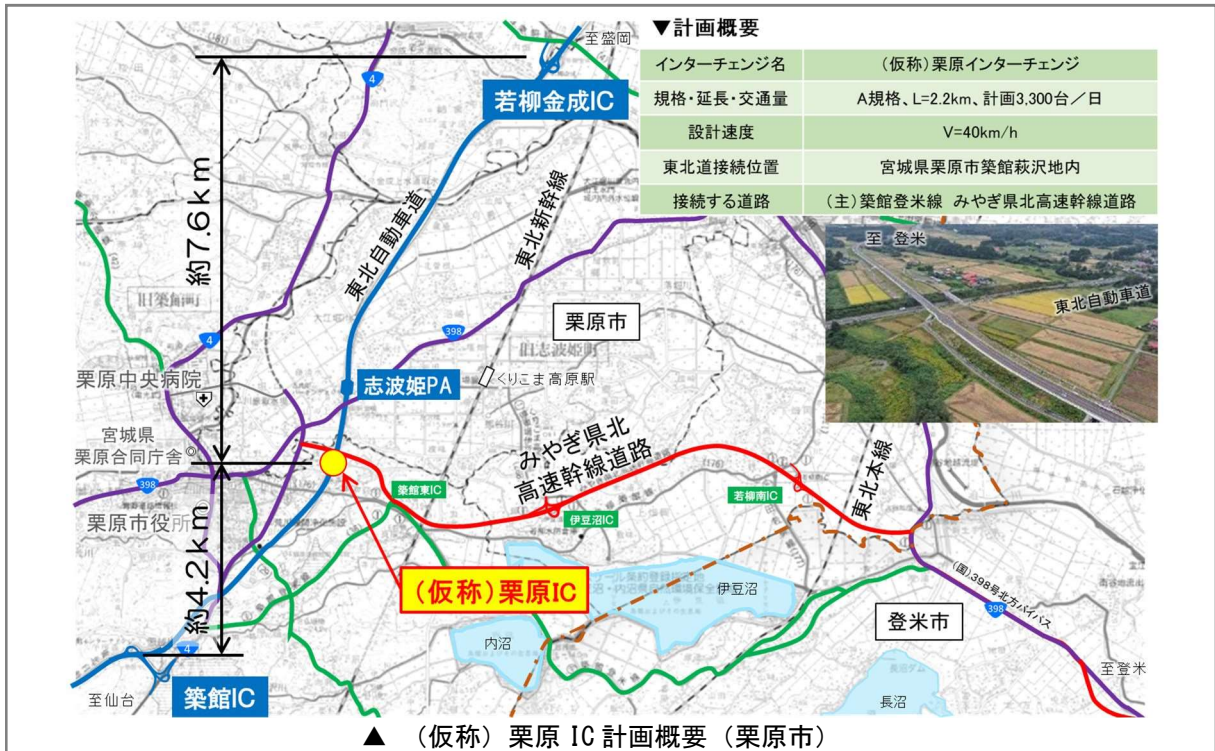 ▼計画概要
インターチェンジ名 (仮称)栗原インターチェンジ
規格・延長・交通量 A規格、L=2.2km、計画3,300台／日
設計速度 V=40km/h
東北道接続位置 宮城県栗原市築館萩沢地内
接続する道路 (主)築館登米線 みやぎ県北高速幹線道路
至盛岡
4
若柳金成IC
約7.6km
東北自動車道
東北新幹線
至 登米
東北自動車道
旧築館町
398
栗原市
旧志波姫町
4
栗原中央病院
志波姫PA
くりこま高原駅
宮城県
栗原合同庁舎
みやぎ県北
高速幹線道路
東北本線
398
築館東IC
若柳南IC
伊豆沼IC
栗原市役所
約4.2km
(仮称)栗原IC
伊豆沼
(国)398号北方バイパス
398
登米市
内沼
4
至登米
至仙台
築館IC
長沼ダム
長沼
▲ (仮称) 栗原 IC 計画概要 (栗原市)